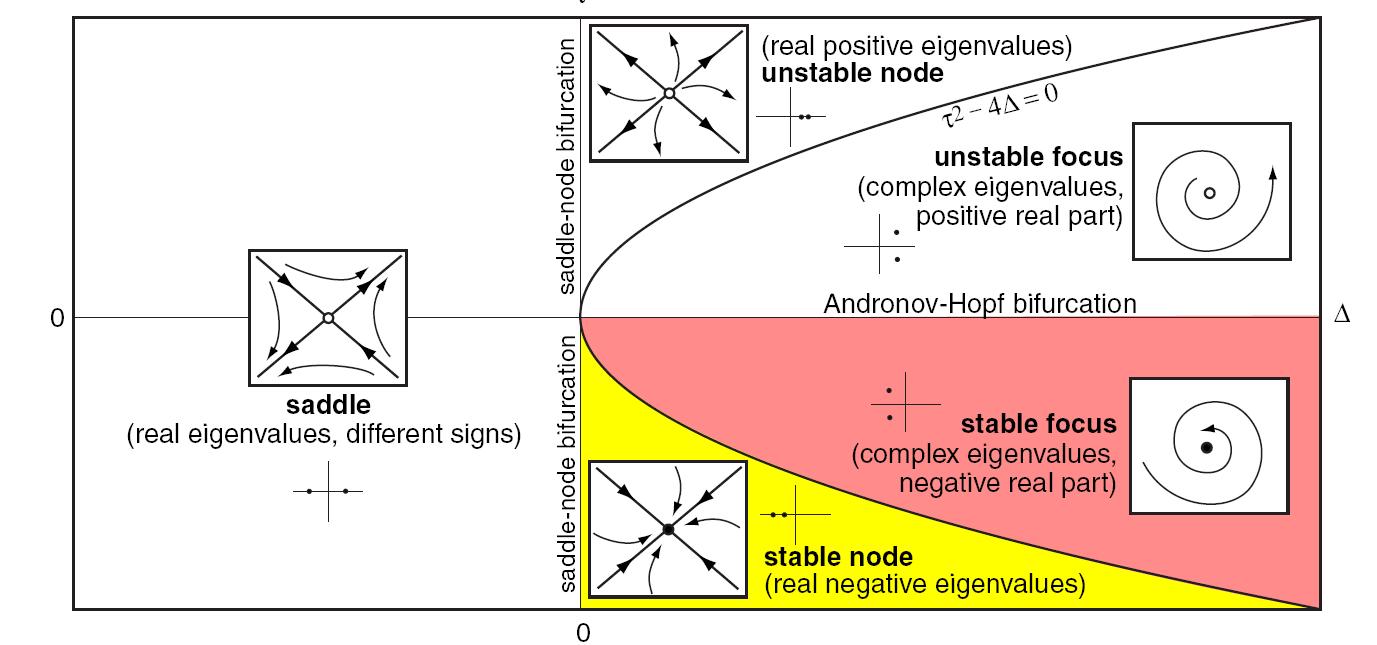 (real positive eigenvalues)
unstable node
saddle-node bifurcation
τ² − 4Δ = 0
unstable focus
(complex eigenvalues,
positive real part)
Andronov-Hopf bifurcation
0
Δ
saddle
(real eigenvalues, different signs)
saddle-node bifurcation
stable focus
(complex eigenvalues,
negative real part)
stable node
(real negative eigenvalues)
0